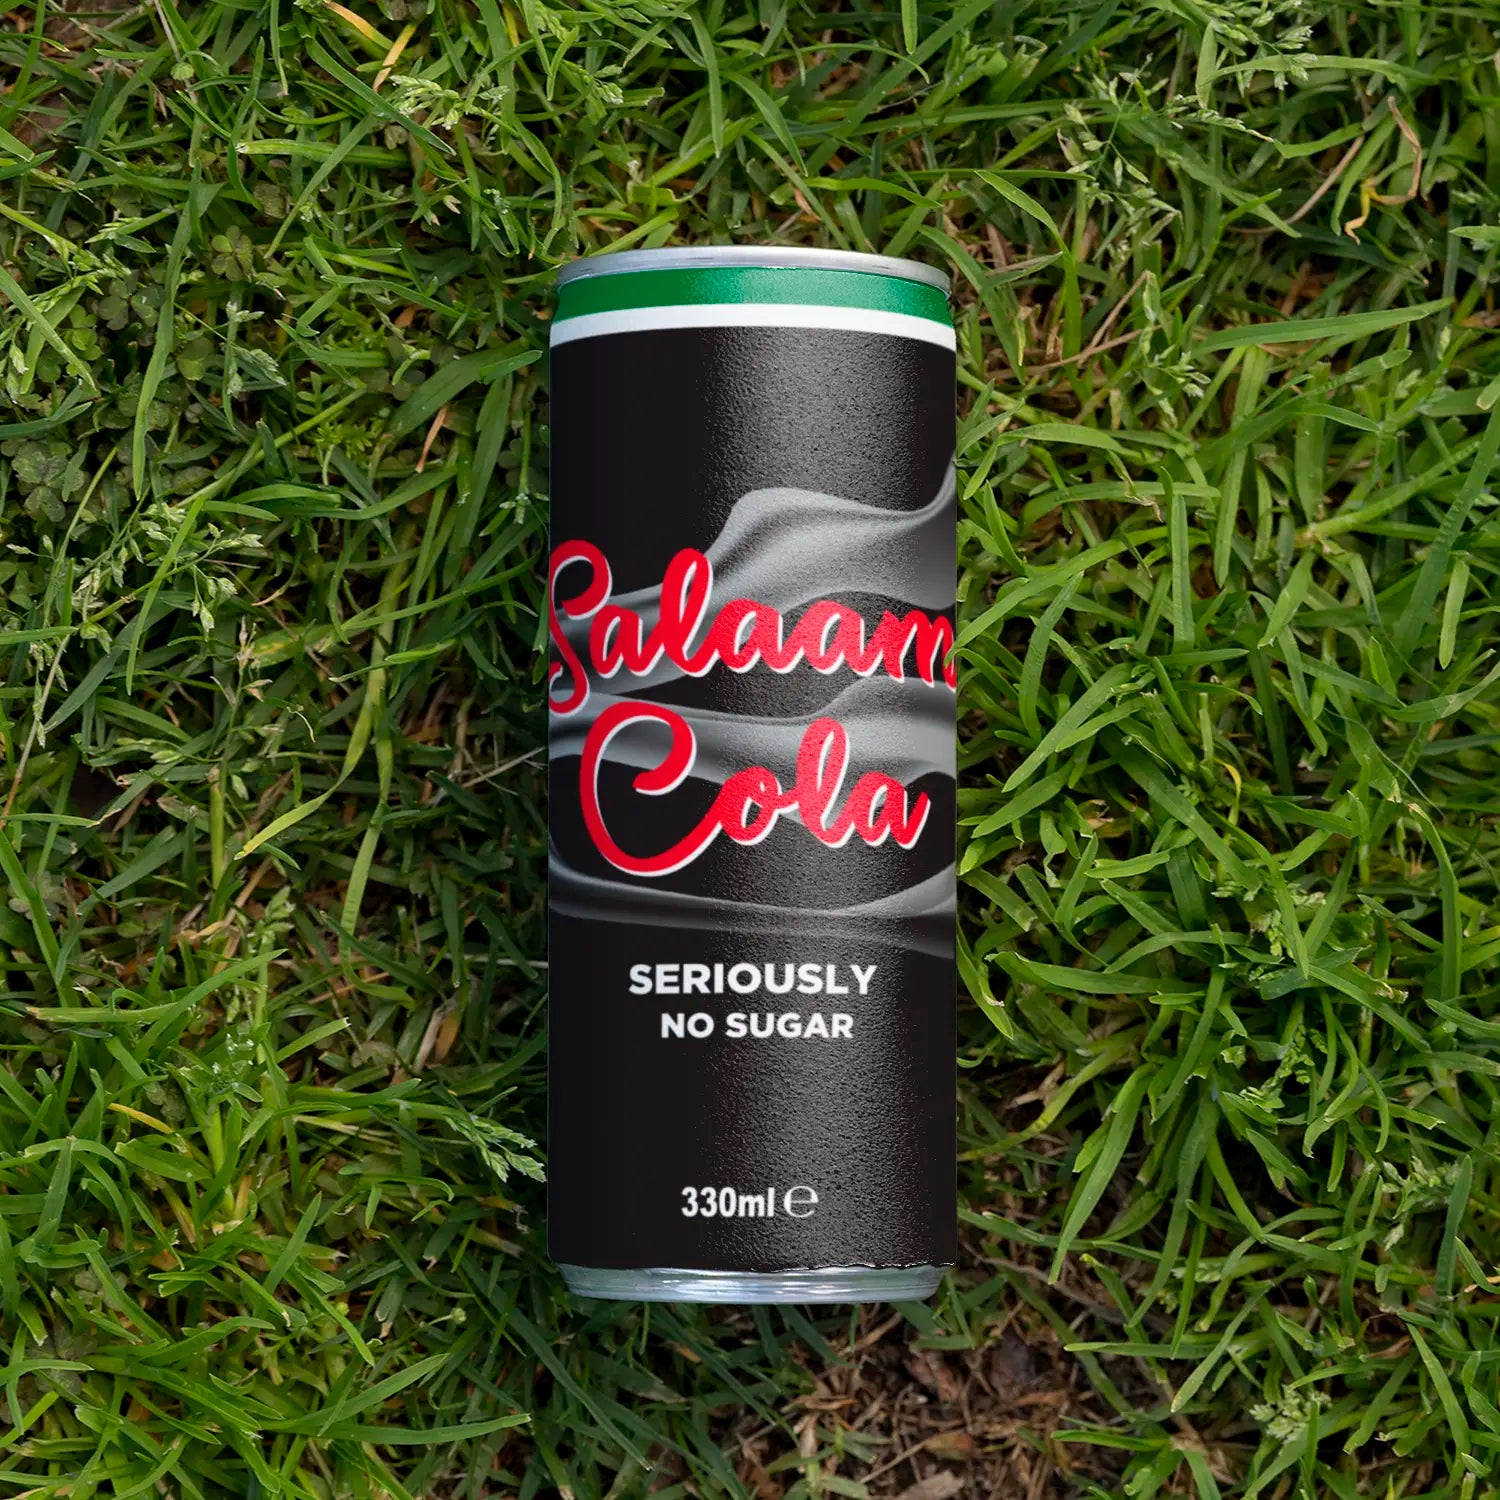 Salaam
Cola
SERIOUSLY
NO SUGAR
330ml ℮